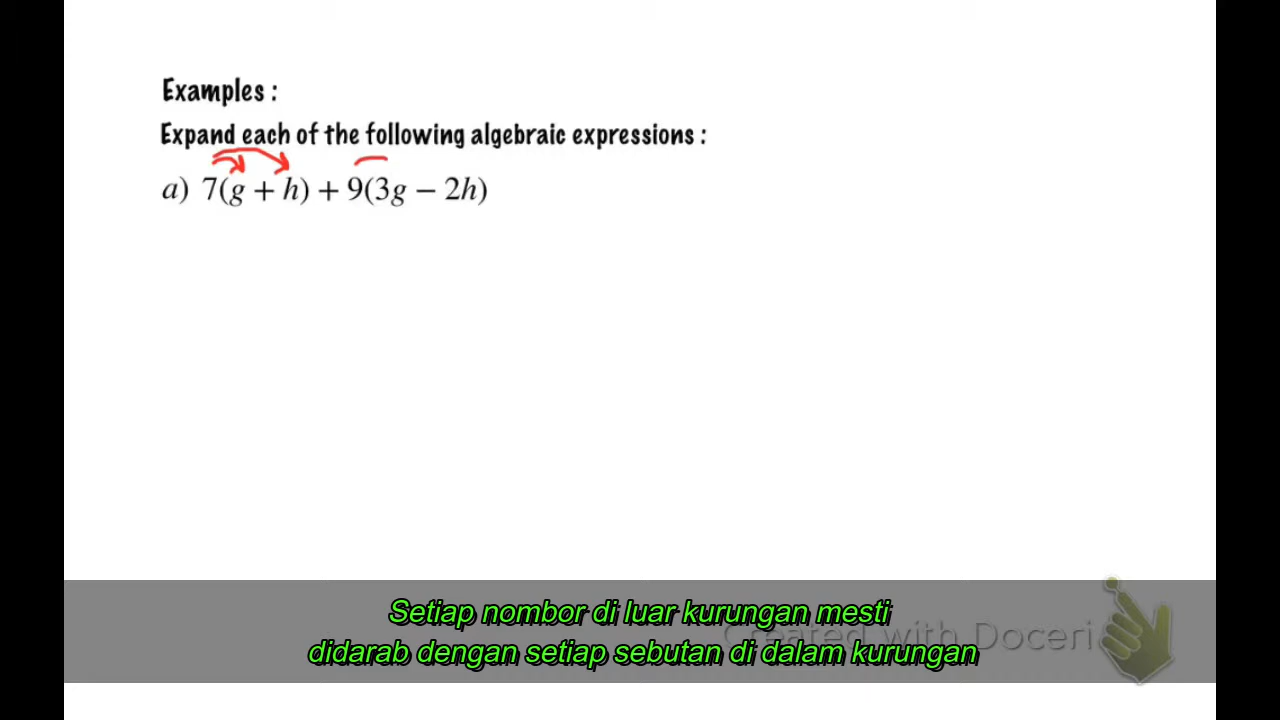 Examples :
Expand each of the following algebraic expressions :
a) 7(g + h) + 9(3g − 2h)
Setiap nombor di luar kurungan mesti
didarab dengan setiap sebutan di dalam kurungan
Created with Doceri